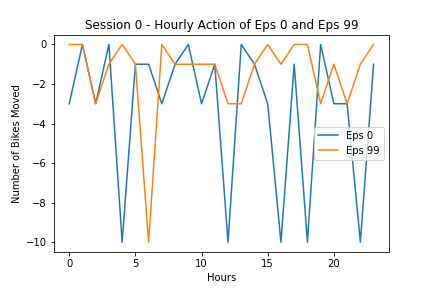 Session 0 - Hourly Action of Eps 0 and Eps 99
Number of Bikes Moved
0
−2
−4
−6
−8
−10
Eps 0
Eps 99
0 5 10 15 20
Hours